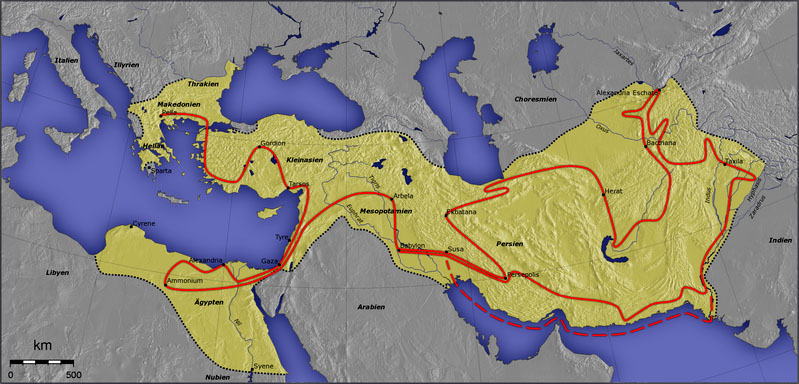 Italien
Illyrien
Thrakien
Makedonien
Pella
Hellas
Sparta
Gordion
Kleinasien
Tarsos
Choresmien
Jaxartes
Alexandria Eschate
Oxus
Bactriana
Taxila
Indus
Hyphasis
Zaradrus
Herat
Tigris
Euphrat
Arbela
Mesopotamien
Ekbatana
Babylon
Susa
Persien
Persepolis
Indien
Cyrene
Tyre
Gaza
Alexandria
Ammonium
Libyen
Ägypten
Nil
Arabien
Syene
Nubien
km
0 500